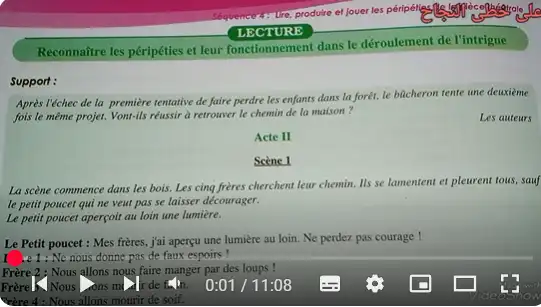 Séquence 4 : Lire, produire et jouer les péripéties de la pièce théâtrale
على خطى النجاح
LECTURE
Reconnaître les péripéties et leur fonctionnement dans le déroulement de l'intrigue
Support :
Après l'échec de la première tentative de faire perdre les enfants dans la forêt, le bûcheron tente une deuxième
fois le même projet. Vont-ils réussir à retrouver le chemin de la maison ?
Les auteurs
Acte II
Scène 1
La scène commence dans les bois. Les cinq frères cherchent leur chemin. Ils se lamentent et pleurent tous, sauf
le petit poucet qui ne veut pas se laisser décourager.
Le petit poucet aperçoit au loin une lumière.
Le Petit poucet : Mes frères, j'ai aperçu une lumière au loin. Ne perdez pas courage !
1 : Ne nous donne pas de faux espoirs !
Frère 2 : Nous allons nous faire manger par des loups !
Frère Nous allons mourir de faim.
0:01 / 11:08
Frère 4 : Nous allons mourir de soif.
VideoShow